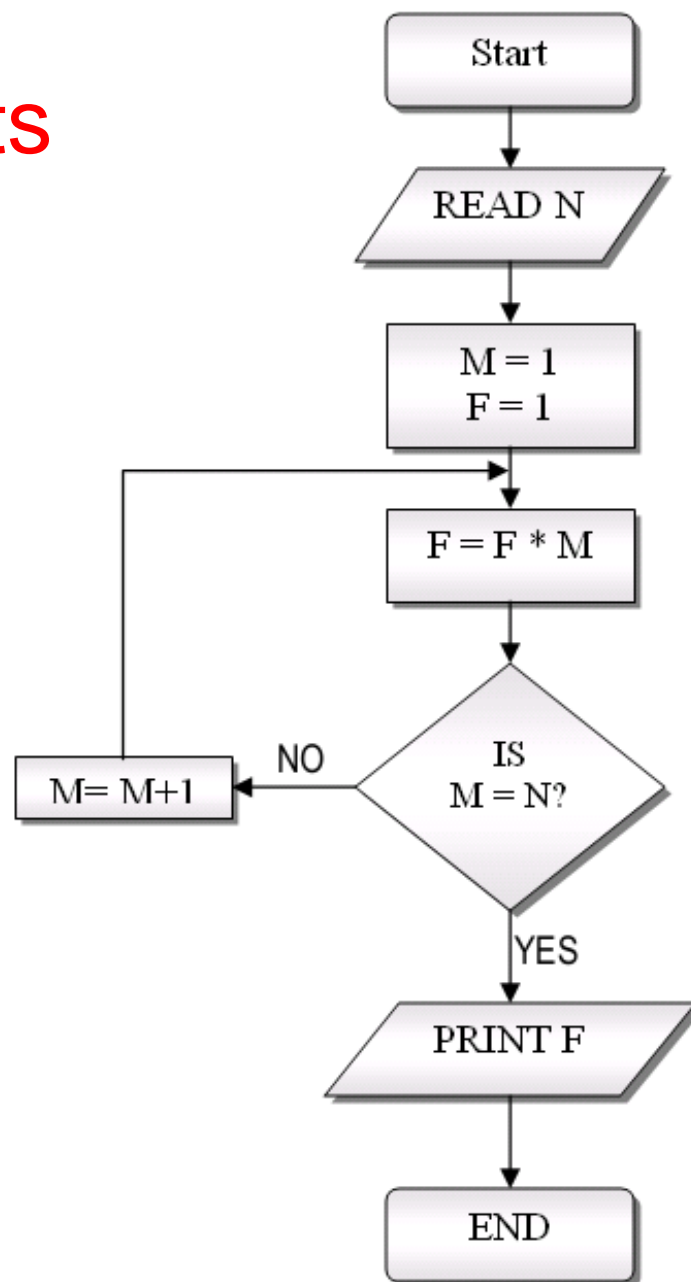 Start
READ N
M = 1
F = 1
F = F * M
IS
M = N?
NO
M= M+1
YES
PRINT F
END